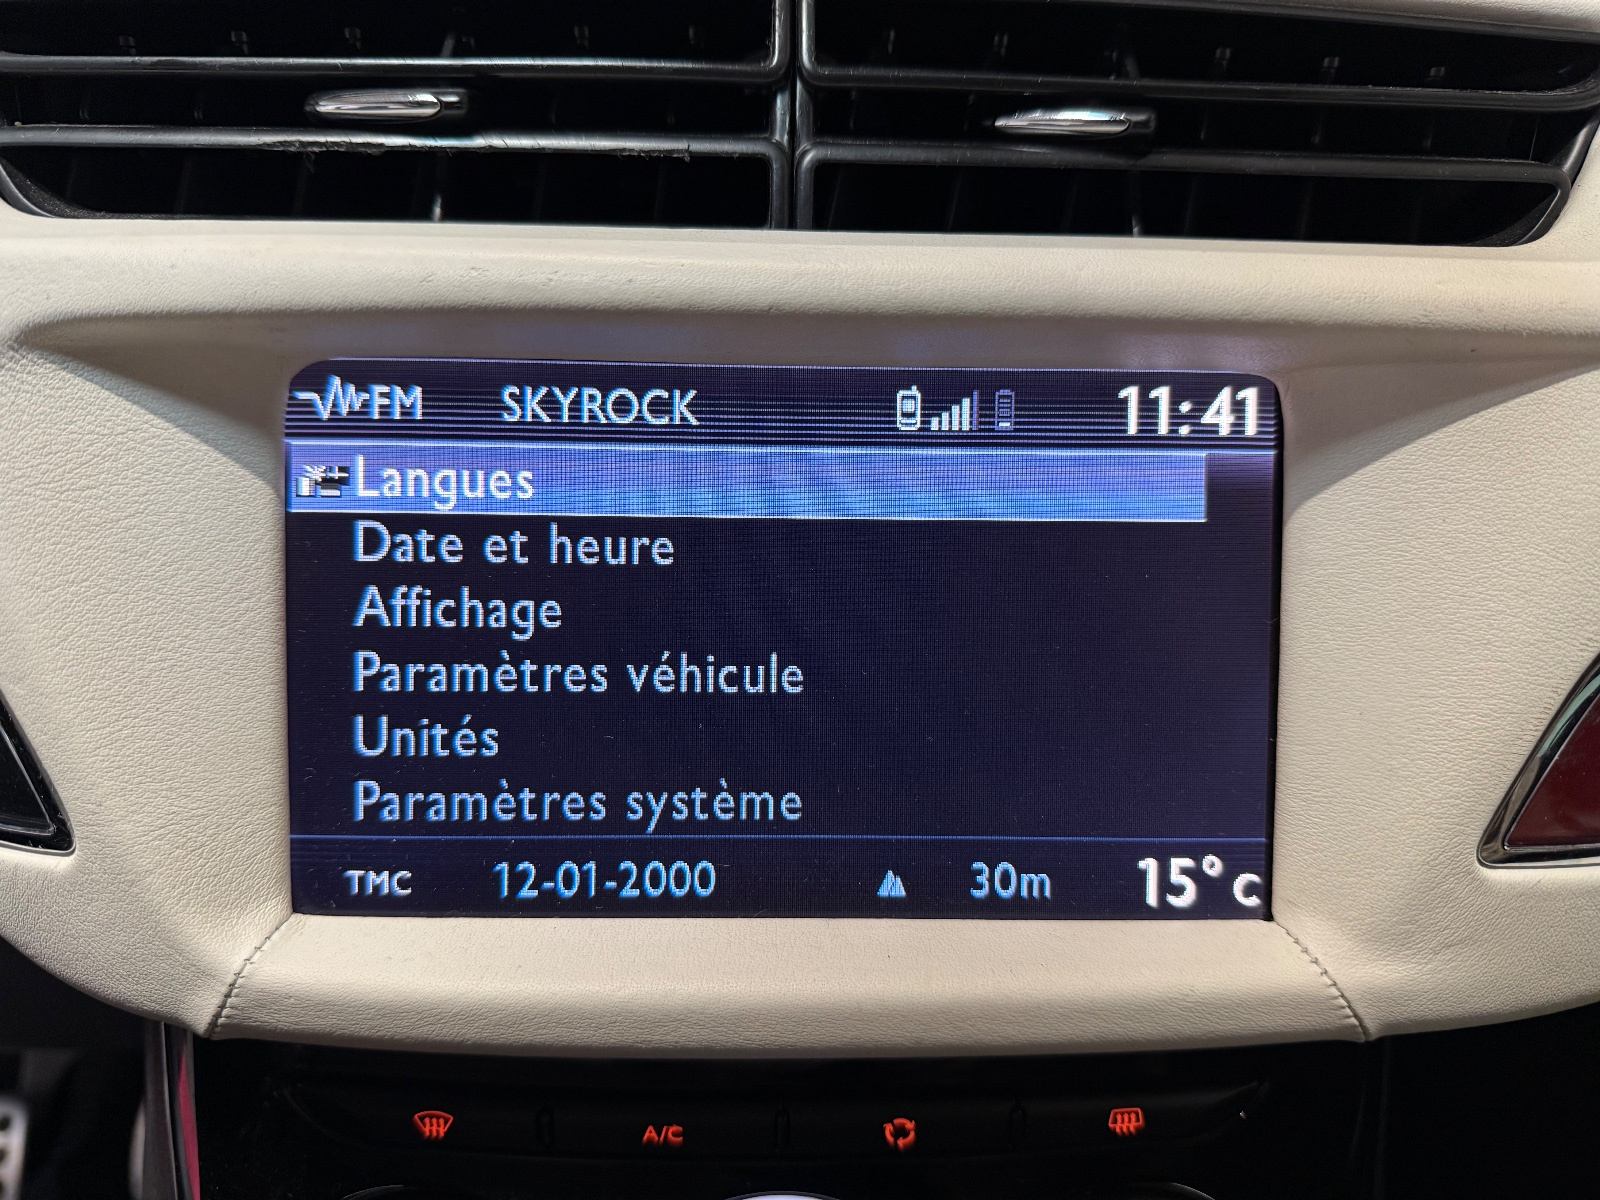 FM SKYROCK 11:41
Langues
Date et heure
Affichage
Paramètres véhicule
Unités
Paramètres système
TMC 12-01-2000 30m 15°C
A/C